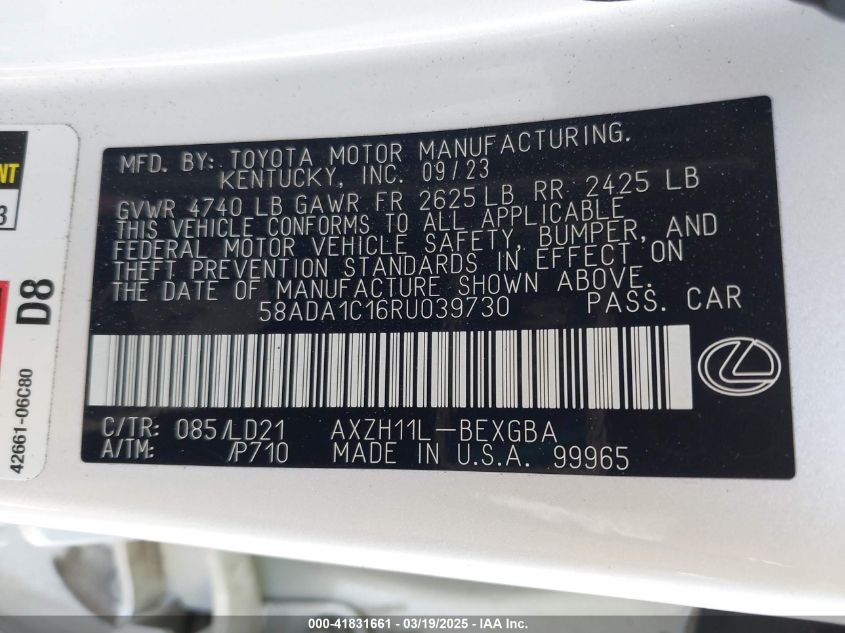 MFD. BY: TOYOTA MOTOR MANUFACTURING.
KENTUCKY, INC. 09/23
GVWR 4740 LB GAWR FR 2625 LB RR 2425 LB
THIS VEHICLE CONFORMS TO ALL APPLICABLE
FEDERAL MOTOR VEHICLE SAFETY, BUMPER, AND
THEFT PREVENTION STANDARDS IN EFFECT ON
THE DATE OF MANUFACTURE SHOWN ABOVE.
58ADA1C16RU039730 PASS. CAR
C/TR: 085/LD21 AXZH11L-BEXGBA
A/TM: /P710 MADE IN U.S.A. 99965
D8
42661-06C80
000-41831661 - 03/19/2025 - IAAI.com